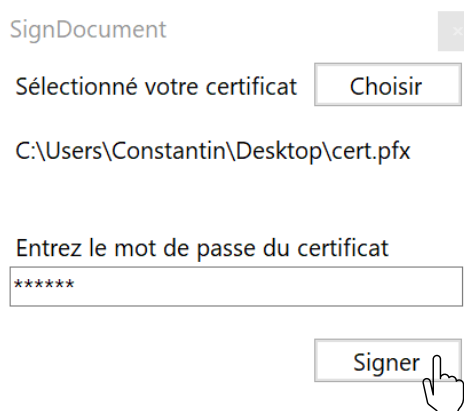 SignDocument
Sélectionné votre certificat Choisir
C:\Users\Constantin\Desktop\cert.pfx
Entrez le mot de passe du certificat
******
Signer